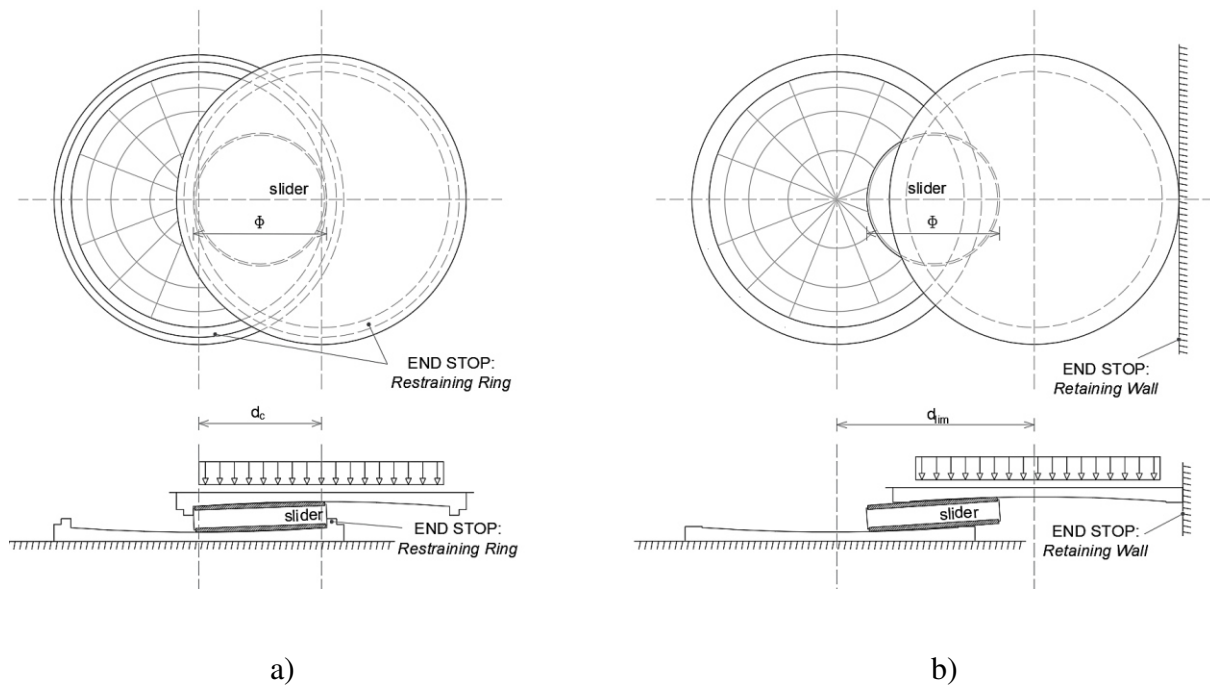 slider
Φ
END STOP:
Restraining Ring
d_c
slider
END STOP:
Restraining Ring
a)
slider
Φ
END STOP:
Retaining Wall
d_lim
slider
END STOP:
Retaining Wall
b)